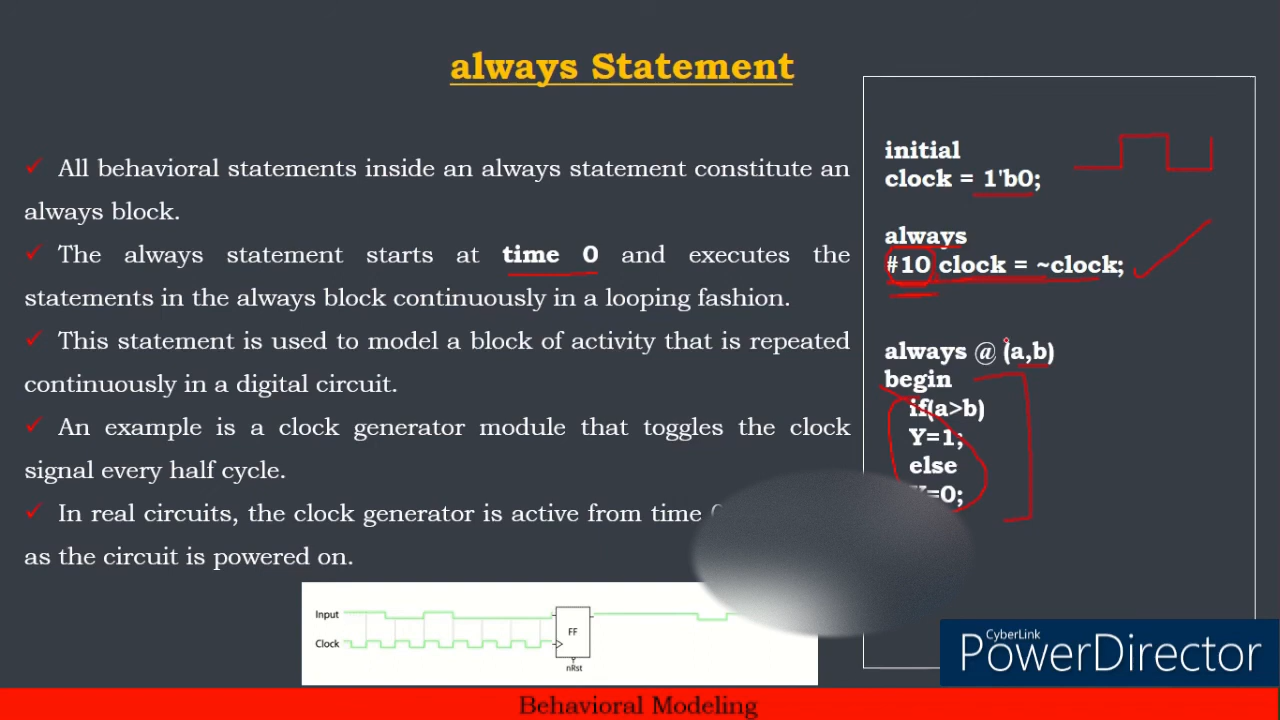 always Statement
All behavioral statements inside an always statement constitute an
always block.
The always statement starts at time 0 and executes the
statements in the always block continuously in a looping fashion.
This statement is used to model a block of activity that is repeated
continuously in a digital circuit.
An example is a clock generator module that toggles the clock
signal every half cycle.
In real circuits, the clock generator is active from time
as the circuit is powered on.
initial
clock = 1'b0;
always
#10 clock = ~clock;
always @ (a,b)
begin
if(a>b)
Y=1;
else
=0;
Input
Clock
FF
nRst
CyberLink
PowerDirector
Behavioral Modeling